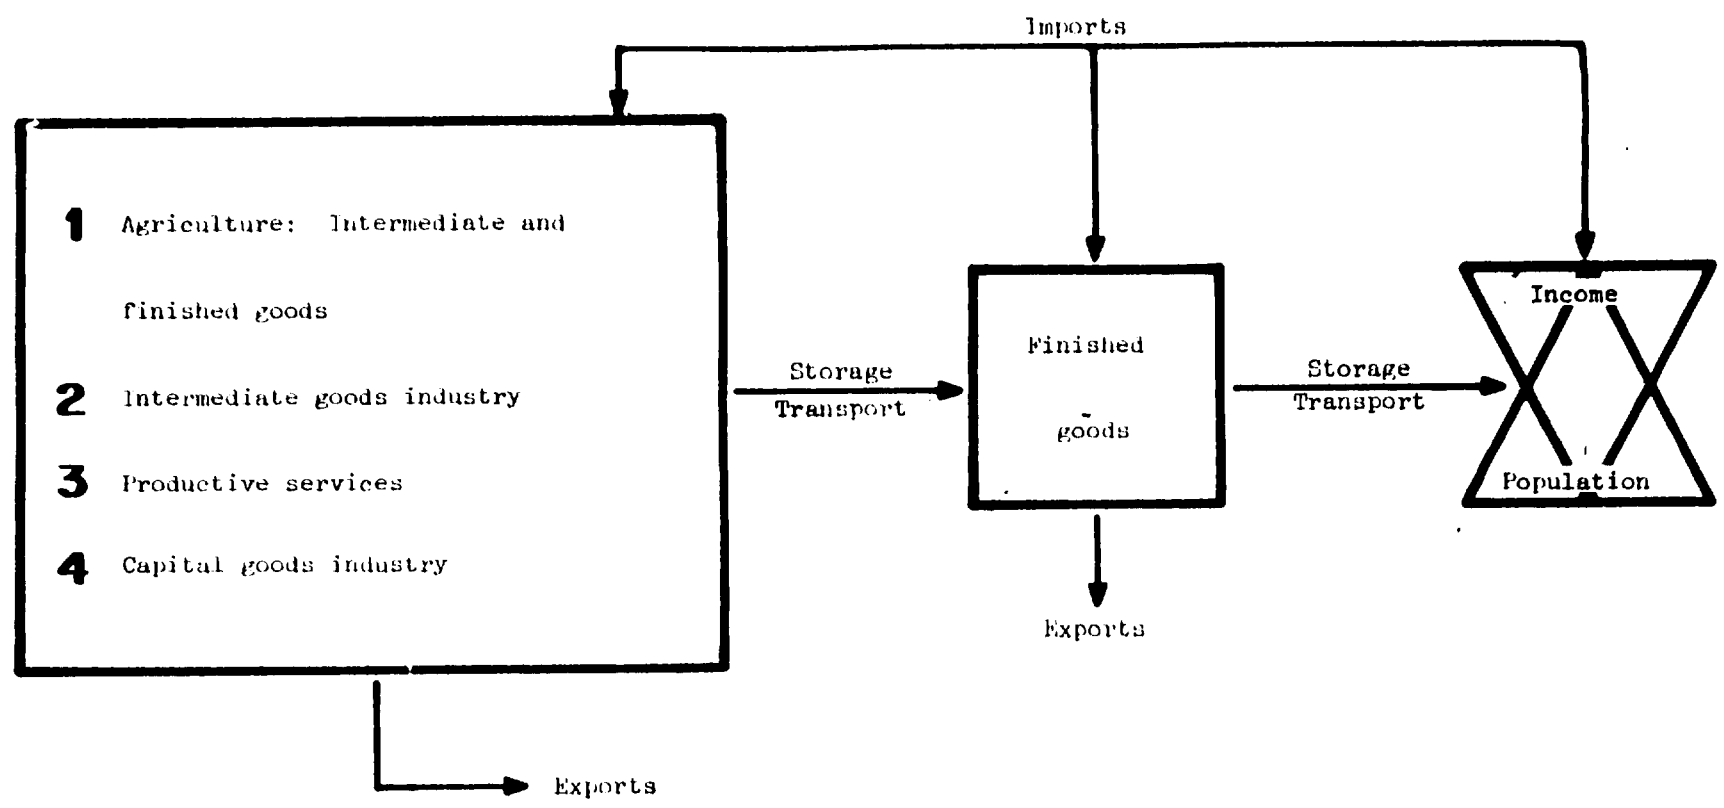 Imports
1 Agriculture: Intermediate and
finished goods
2 Intermediate goods industry
3 Productive services
4 Capital goods industry
Storage
Transport
Finished
goods
Storage
Transport
Income
Population
Exports
Exports